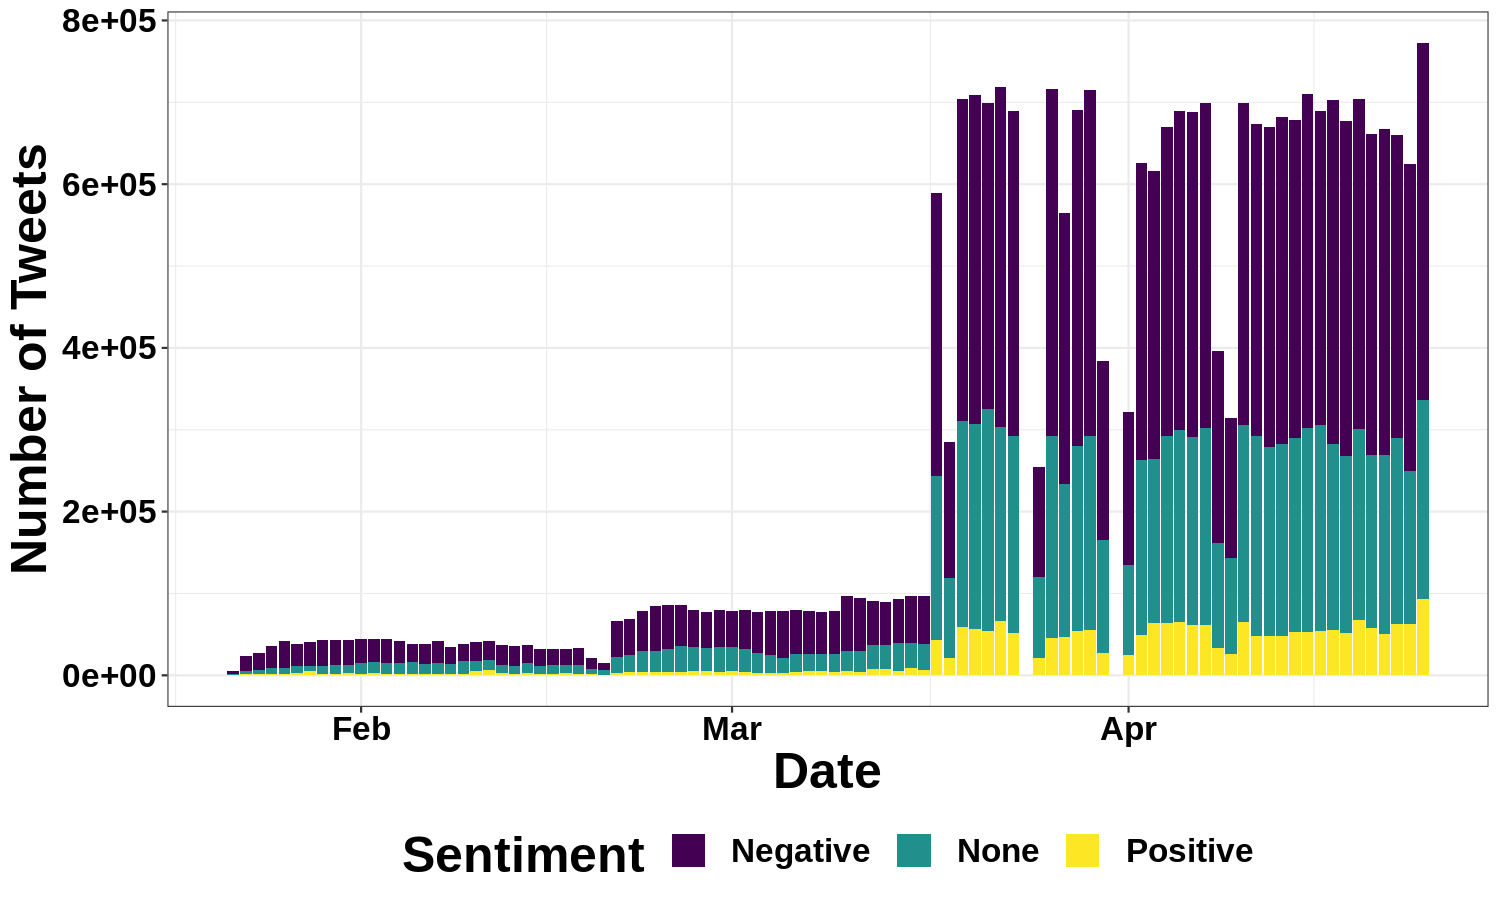 8e+05
6e+05
4e+05
2e+05
0e+00
Number of Tweets
Feb Mar Apr
Date
Sentiment Negative None Positive